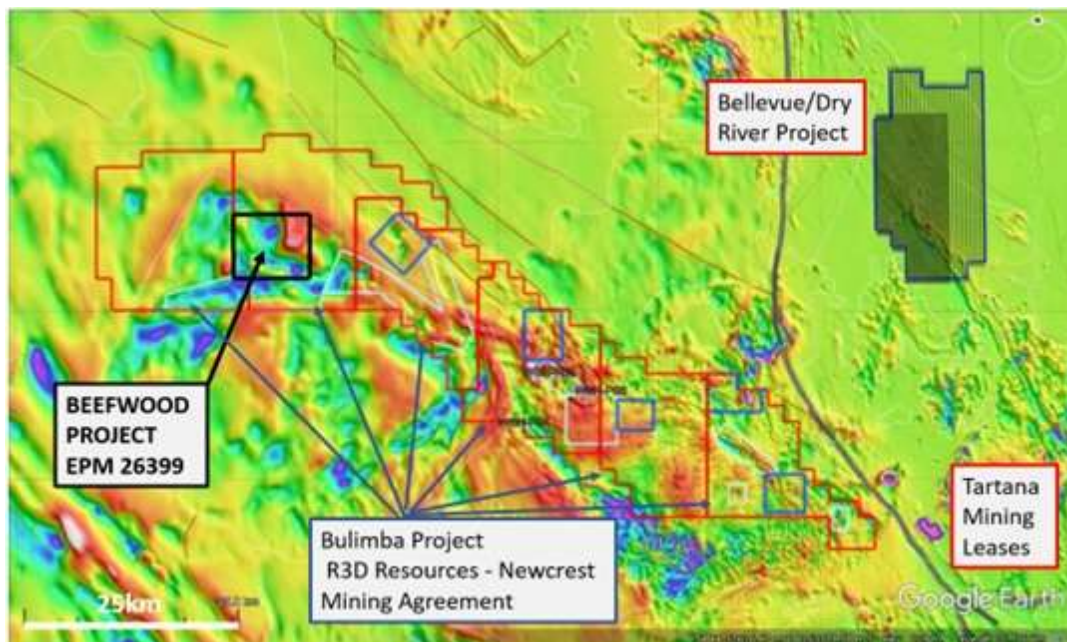 Bellevue/Dry
River Project
BEEFWOOD
PROJECT
EPM 26399
Bulimba Project
R3D Resources - Newcrest
Mining Agreement
Tartana
Mining
Leases
25km
Google Earth